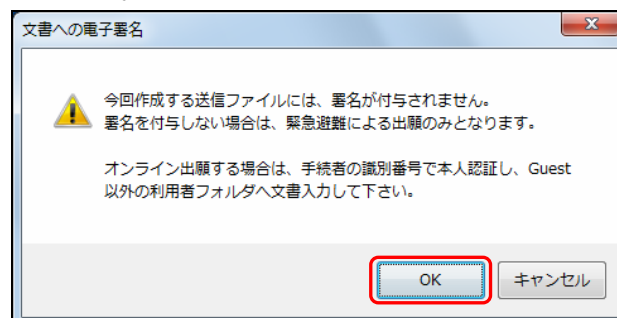 文書への電子署名
今回作成する送信ファイルには、署名が付与されません。
署名を付与しない場合は、緊急避難による出願のみとなります。
オンライン出願する場合は、手続者の識別番号で本人認証し、Guest
以外の利用者フォルダへ文書入力して下さい。
OK
キャンセル